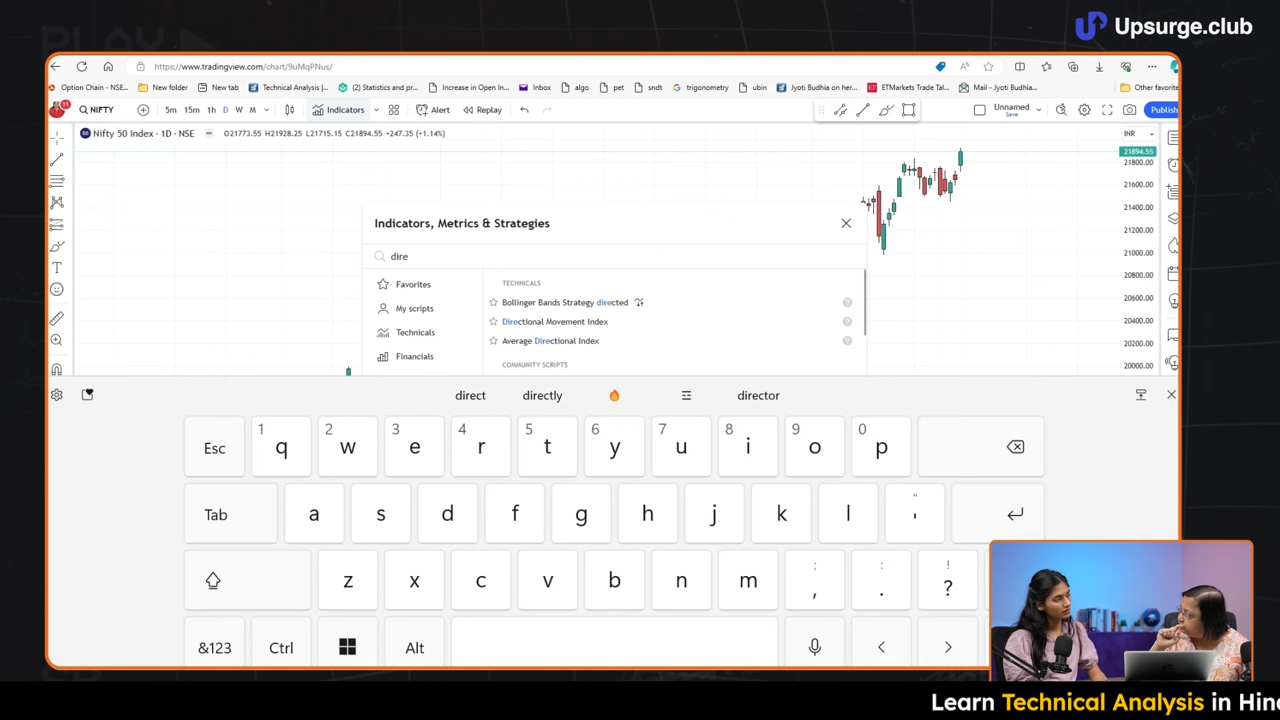 Upsurge.club
https://www.tradingview.com/chart/9uMqPNus/
Option Chain - NSE... New folder New tab Technical Analysis |... (2) Statistics and pr... Increase in Open In... algo pet sndt trigonometry ubin Jyoti Budhia on Hi... ETMarkets Trade Tal... Mail - Jyoti Budhia... Other favorite
11 NIFTY 5m 15m 1h D W M Indicators Alert Replay Unnamed Publish
Save
50 Nifty 50 Index · 1D · NSE O21773.55 H21928.25 L21715.15 C21894.55 +247.35 (+1.14%) INR
21894.55
21800.00
21600.00
21400.00
21200.00
21000.00
20800.00
20600.00
20400.00
20200.00
20000.00
Indicators, Metrics & Strategies
dire
Favorites
My scripts
Technicals
Financials
TECHNICALS
Bollinger Bands Strategy directed
Directional Movement Index
Average Directional Index
COMMUNITY SCRIPTS
direct directly director
Esc 1 q 2 w 3 e 4 r 5 t 6 y 7 u 8 i 9 o 0 p
Tab a s d f g h j k l " '
z x c v b n m ; , : . ! ?
&123 Ctrl Alt < >
Learn Technical Analysis in Hin